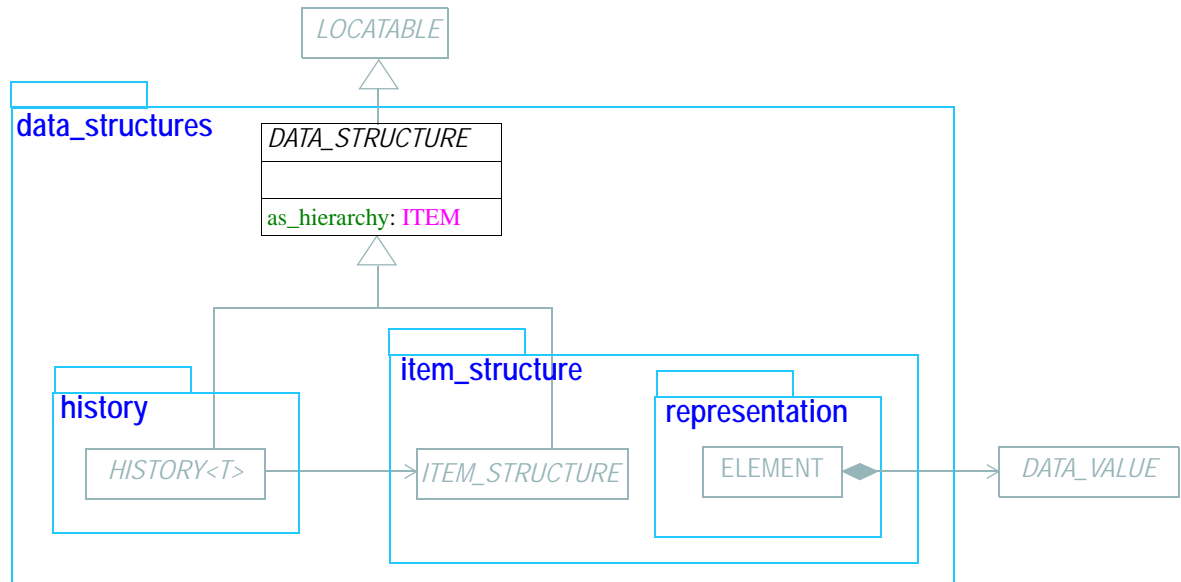 LOCATABLE
data_structures
DATA_STRUCTURE
as_hierarchy: ITEM
item_structure
history
representation
HISTORY<T>
ITEM_STRUCTURE
ELEMENT
DATA_VALUE